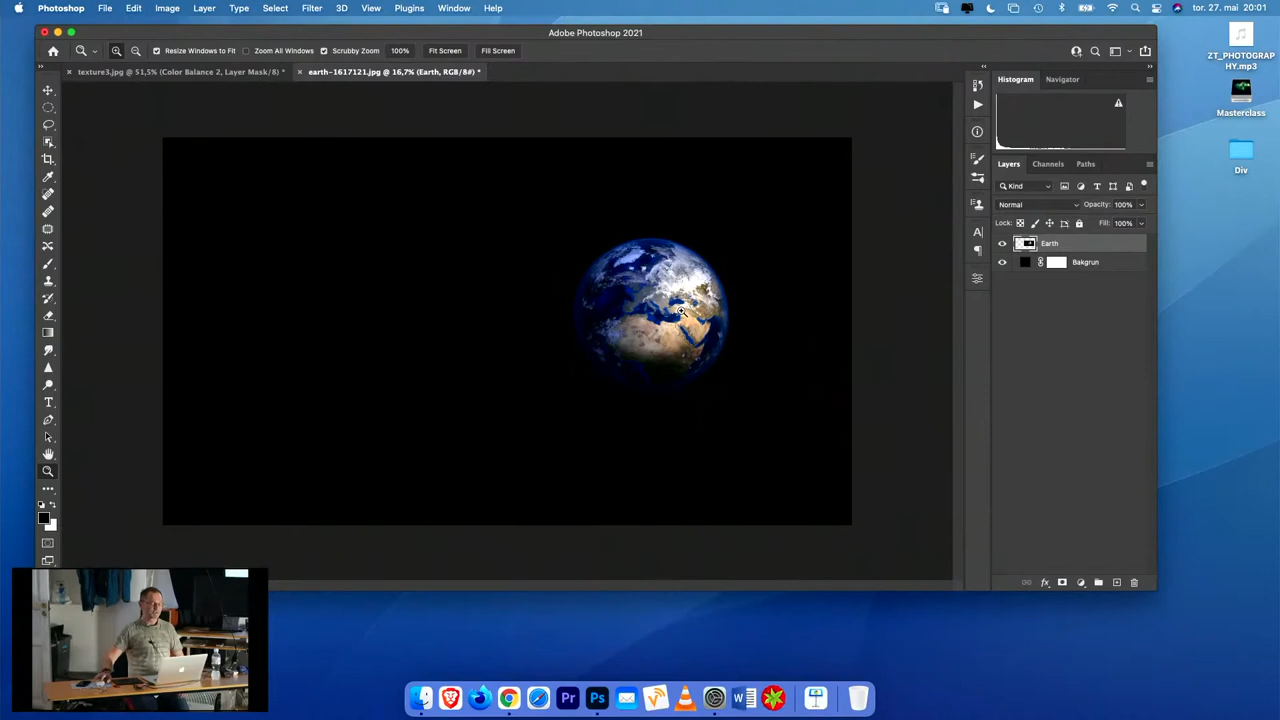 Photoshop File Edit Image Layer Type Select Filter 3D View Plugins Window Help tor. 27. mai 20:01
Adobe Photoshop 2021
Resize Windows to Fit Zoom All Windows Scrubby Zoom 100% Fit Screen Fill Screen
texture3.jpg @ 51,5% (Color Balance 2, Layer Mask/8) * earth-1617121.jpg @ 16,7% (Earth, RGB/8#) *
Histogram Navigator
Layers Channels Paths
Kind
Normal Opacity: 100%
Lock: Fill: 100%
Earth
Bakgrun
ZT_PHOTOGRAP
HY.mp3
Masterclass
Div